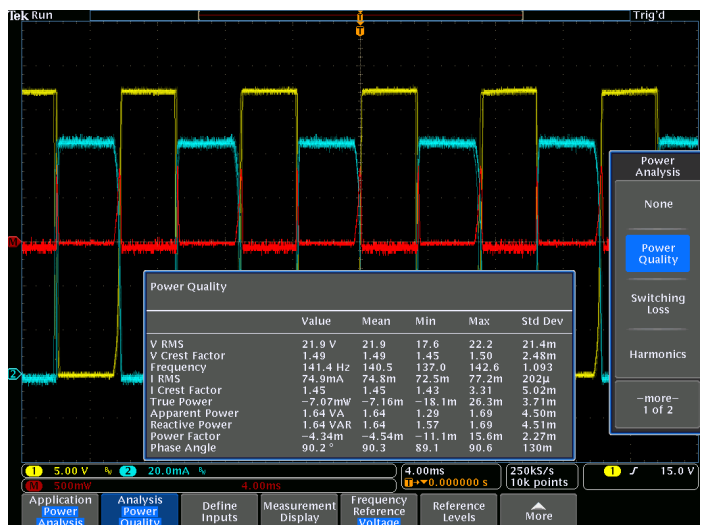 Tek Run
Trig'd
T
T
Power
Analysis
None
Power
Quality
Switching
Loss
Harmonics
-more-
1 of 2
M
2
Power Quality
Value Mean Min Max Std Dev
V RMS 21.9 V 21.9 17.6 22.2 21.4m
V Crest Factor 1.49 1.49 1.45 1.50 2.48m
Frequency 141.4 Hz 140.5 137.0 142.6 1.093
I RMS 74.9mA 74.8m 72.5m 77.2m 202µ
I Crest Factor 1.45 1.45 1.43 3.31 5.02m
True Power −7.07mW −7.16m −18.1m 26.3m 3.71m
Apparent Power 1.64 VA 1.64 1.29 1.69 4.50m
Reactive Power 1.64 VAR 1.64 1.57 1.69 4.51m
Power Factor −4.34m −4.54m −11.1m 15.6m 2.27m
Phase Angle 90.2 ° 90.3 89.1 90.6 130m
1 5.00 V BW 2 20.0mA BW
M 500mW 4.00ms
4.00ms
T→▼0.000000 s
250kS/s
10k points
1 ʃ 15.0 V
Application
Power
Analysis
Analysis
Power
Quality
Define
Inputs
Measurement
Display
Frequency
Reference
Voltage
Reference
Levels
More